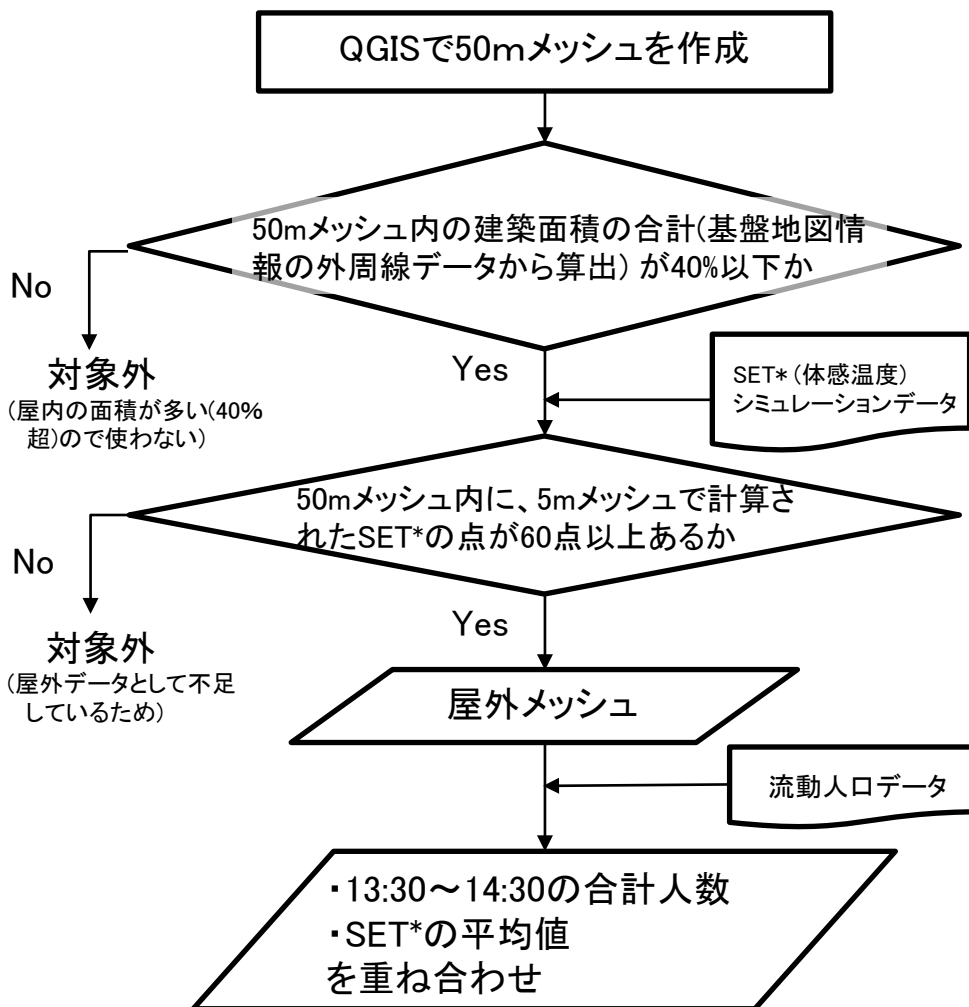 QGISで50mメッシュを作成
50mメッシュ内の建築面積の合計(基盤地図情
報の外周線データから算出）が40%以下か
No
対象外
（屋内の面積が多い(40%
超)ので使わない）
Yes
SET*（体感温度）
シミュレーションデータ
50mメッシュ内に、5mメッシュで計算さ
れたSET*の点が60点以上あるか
No
対象外
（屋外データとして不足
しているため）
Yes
屋外メッシュ
流動人口データ
・13:30～14:30の合計人数
・SET*の平均値
を重ね合わせ